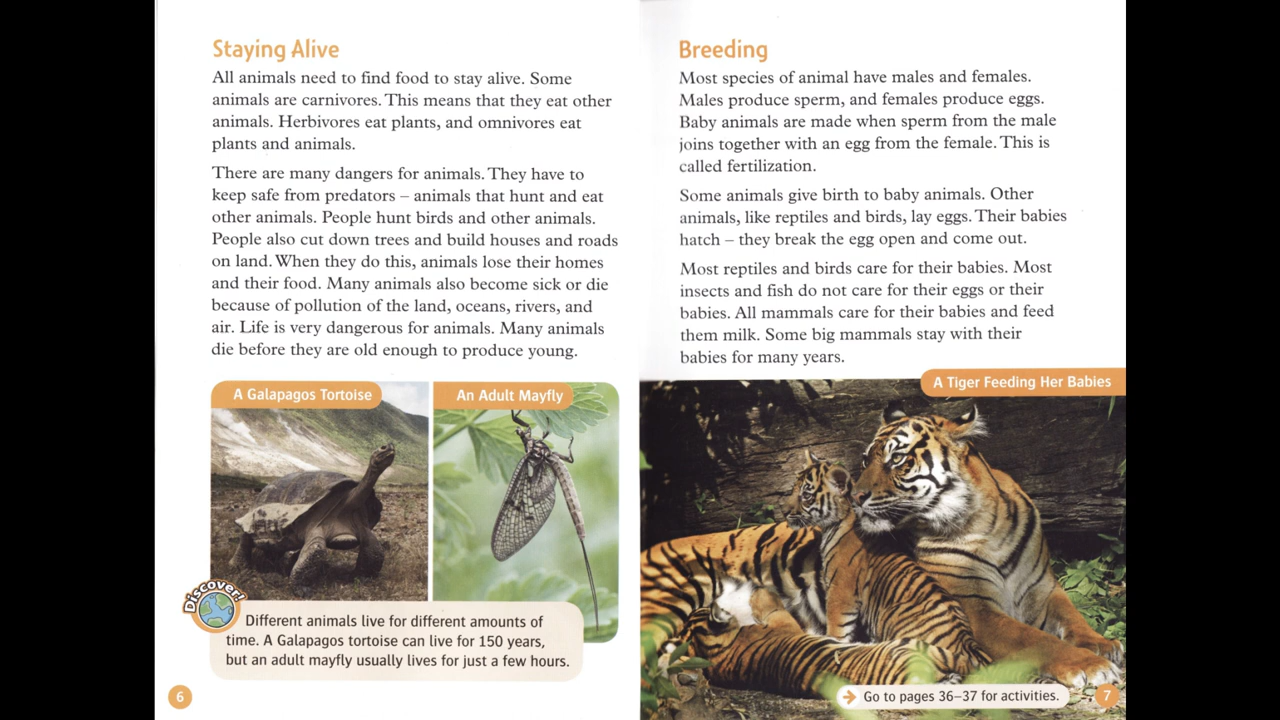 Staying Alive
All animals need to find food to stay alive. Some
animals are carnivores. This means that they eat other
animals. Herbivores eat plants, and omnivores eat
plants and animals.
There are many dangers for animals. They have to
keep safe from predators – animals that hunt and eat
other animals. People hunt birds and other animals.
People also cut down trees and build houses and roads
on land. When they do this, animals lose their homes
and their food. Many animals also become sick or die
because of pollution of the land, oceans, rivers, and
air. Life is very dangerous for animals. Many animals
die before they are old enough to produce young.
A Galapagos Tortoise
An Adult Mayfly
Discover!
Different animals live for different amounts of
time. A Galapagos tortoise can live for 150 years,
but an adult mayfly usually lives for just a few hours.
6
Breeding
Most species of animal have males and females.
Males produce sperm, and females produce eggs.
Baby animals are made when sperm from the male
joins together with an egg from the female. This is
called fertilization.
Some animals give birth to baby animals. Other
animals, like reptiles and birds, lay eggs. Their babies
hatch – they break the egg open and come out.
Most reptiles and birds care for their babies. Most
insects and fish do not care for their eggs or their
babies. All mammals care for their babies and feed
them milk. Some big mammals stay with their
babies for many years.
A Tiger Feeding Her Babies
Go to pages 36–37 for activities.
7